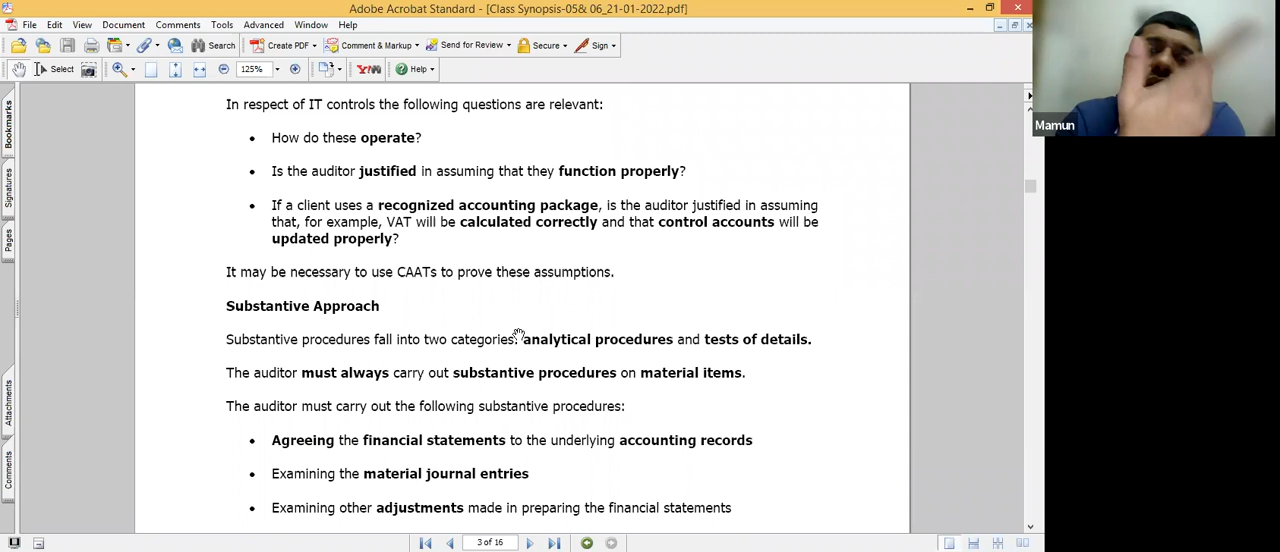 Adobe Acrobat Standard - [Class Synopsis-05& 06_21-01-2022.pdf]
File Edit View Document Comments Tools Advanced Window Help
Search Create PDF Comment & Markup Send for Review Secure Sign
Select 125% Y! Help
Mamun
Bookmarks
Signatures
Pages
Attachments
Comments
In respect of IT controls the following questions are relevant:
• How do these operate?
• Is the auditor justified in assuming that they function properly?
• If a client uses a recognized accounting package, is the auditor justified in assuming
that, for example, VAT will be calculated correctly and that control accounts will be
updated properly?
It may be necessary to use CAATs to prove these assumptions.
Substantive Approach
Substantive procedures fall into two categories: analytical procedures and tests of details.
The auditor must always carry out substantive procedures on material items.
The auditor must carry out the following substantive procedures:
• Agreeing the financial statements to the underlying accounting records
• Examining the material journal entries
• Examining other adjustments made in preparing the financial statements
3 of 16